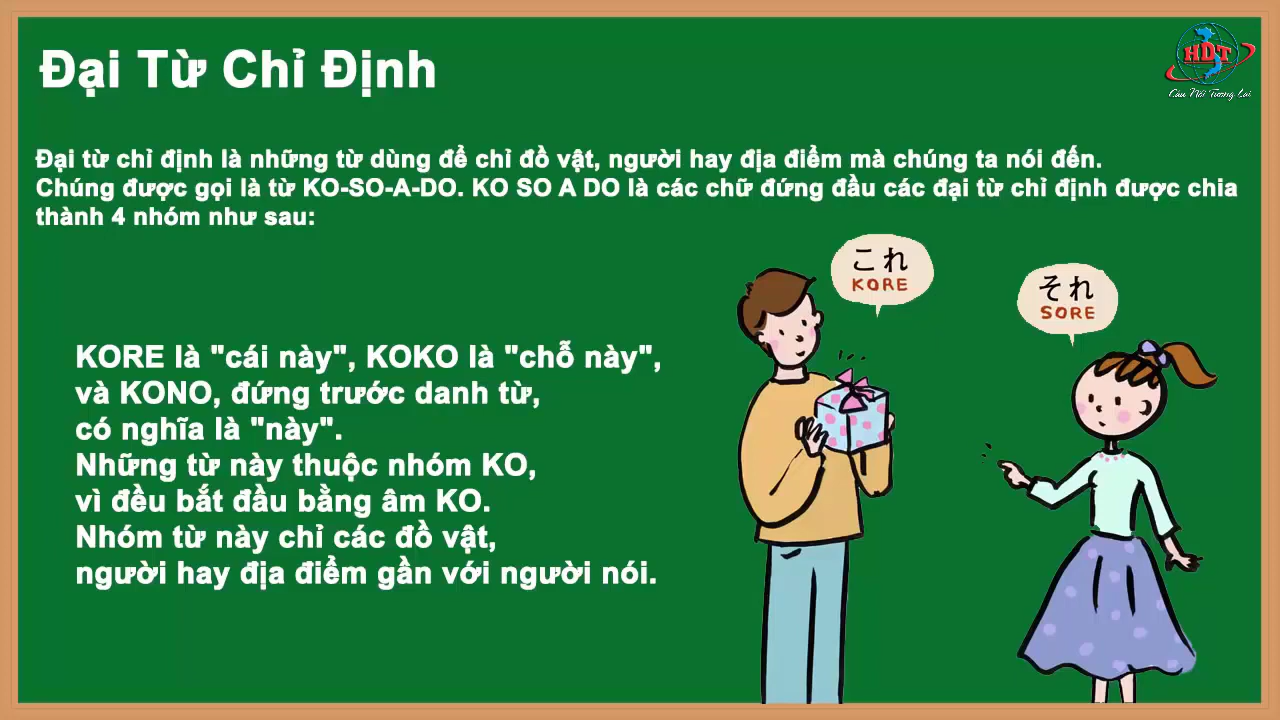 Đại Từ Chỉ Định
HDT
Cầu Nối Tương Lai
Đại từ chỉ định là những từ dùng để chỉ đồ vật, người hay địa điểm mà chúng ta nói đến.
Chúng được gọi là từ KO-SO-A-DO. KO SO A DO là các chữ đứng đầu các đại từ chỉ định được chia
thành 4 nhóm như sau:
これ
KORE
それ
SORE
KORE là "cái này", KOKO là "chỗ này",
và KONO, đứng trước danh từ,
có nghĩa là "này".
Những từ này thuộc nhóm KO,
vì đều bắt đầu bằng âm KO.
Nhóm từ này chỉ các đồ vật,
người hay địa điểm gần với người nói.